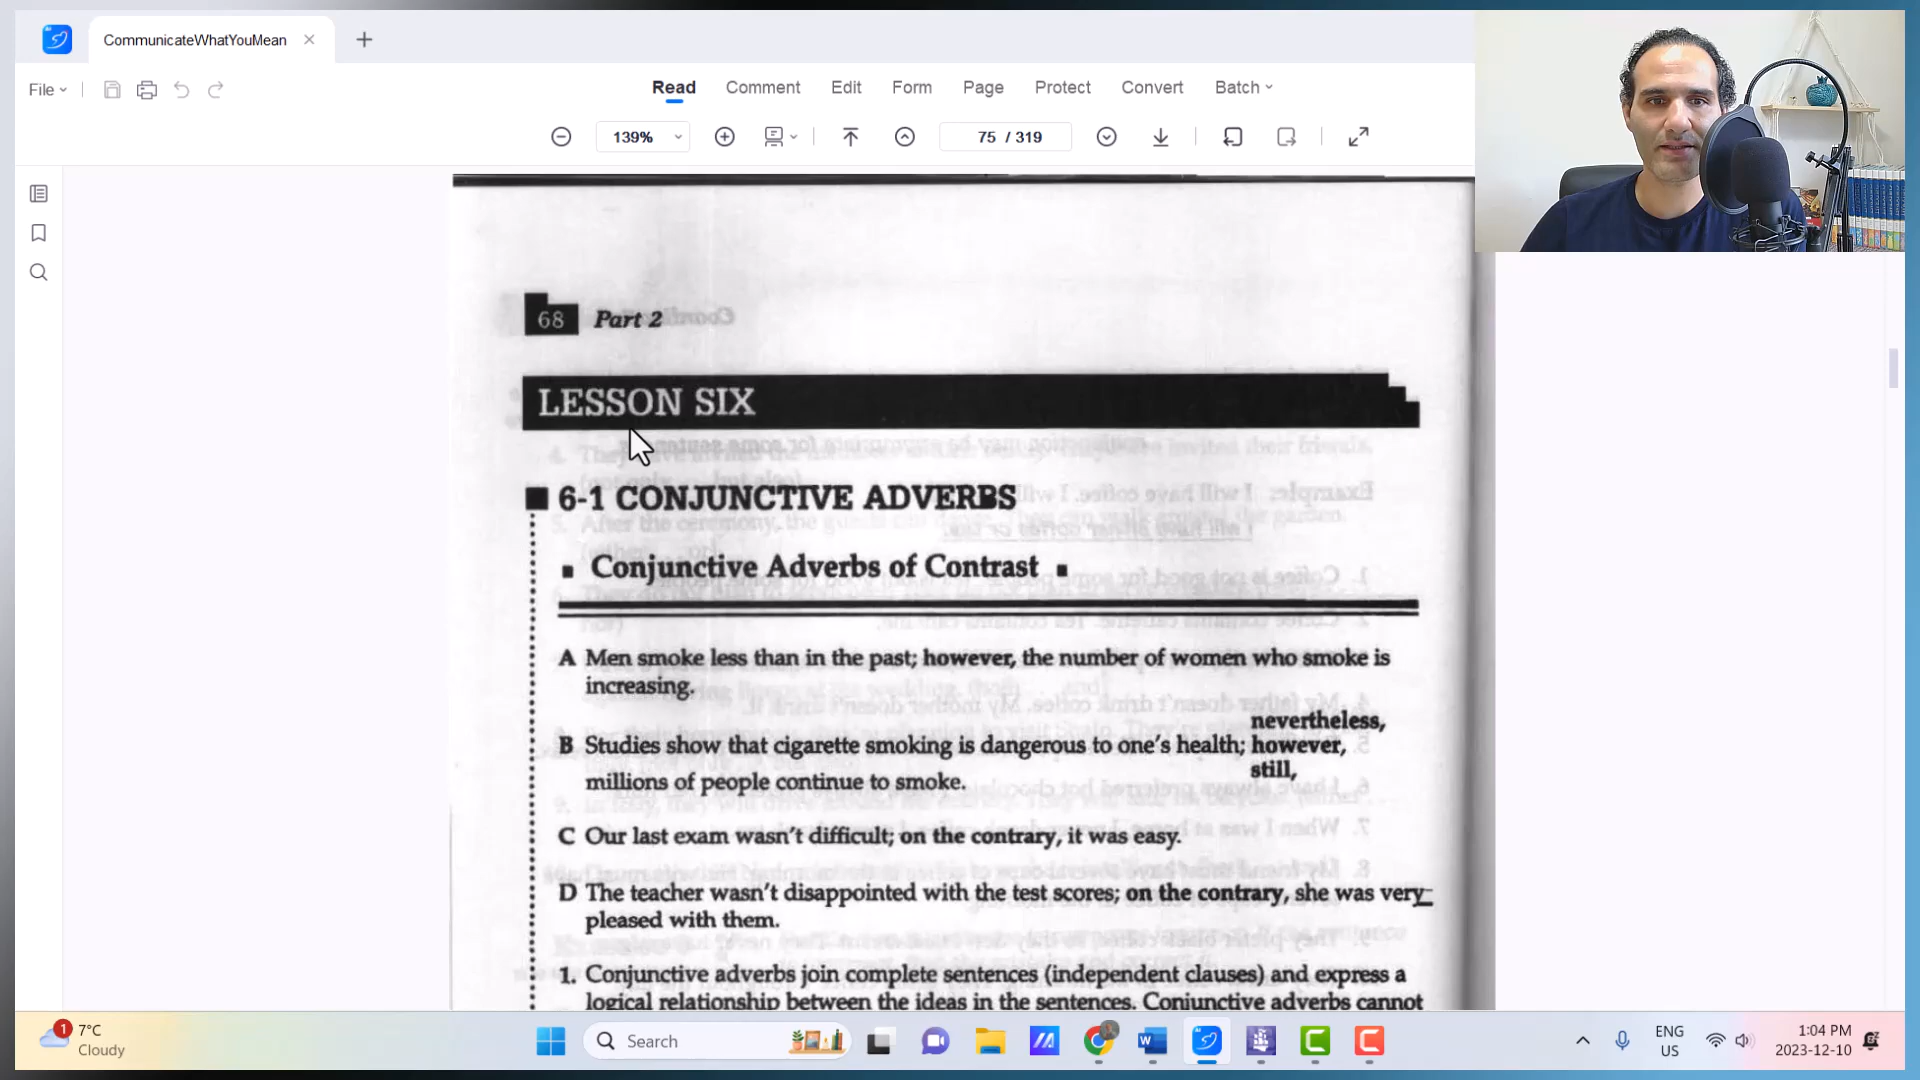 CommunicateWhatYouMean
File
Read Comment Edit Form Page Protect Convert Batch
139%
75 / 319
68 Part 2
LESSON SIX
6-1 CONJUNCTIVE ADVERBS
Conjunctive Adverbs of Contrast
A Men smoke less than in the past; however, the number of women who smoke is
increasing.
nevertheless,
B Studies show that cigarette smoking is dangerous to one's health; however,
still,
millions of people continue to smoke.
C Our last exam wasn't difficult; on the contrary, it was easy.
D The teacher wasn't disappointed with the test scores; on the contrary, she was very
pleased with them.
1. Conjunctive adverbs join complete sentences (independent clauses) and express a
logical relationship between the ideas in the sentences. Conjunctive adverbs cannot
1
7°C
Cloudy
Search
ENG
US
1:04 PM
2023-12-10